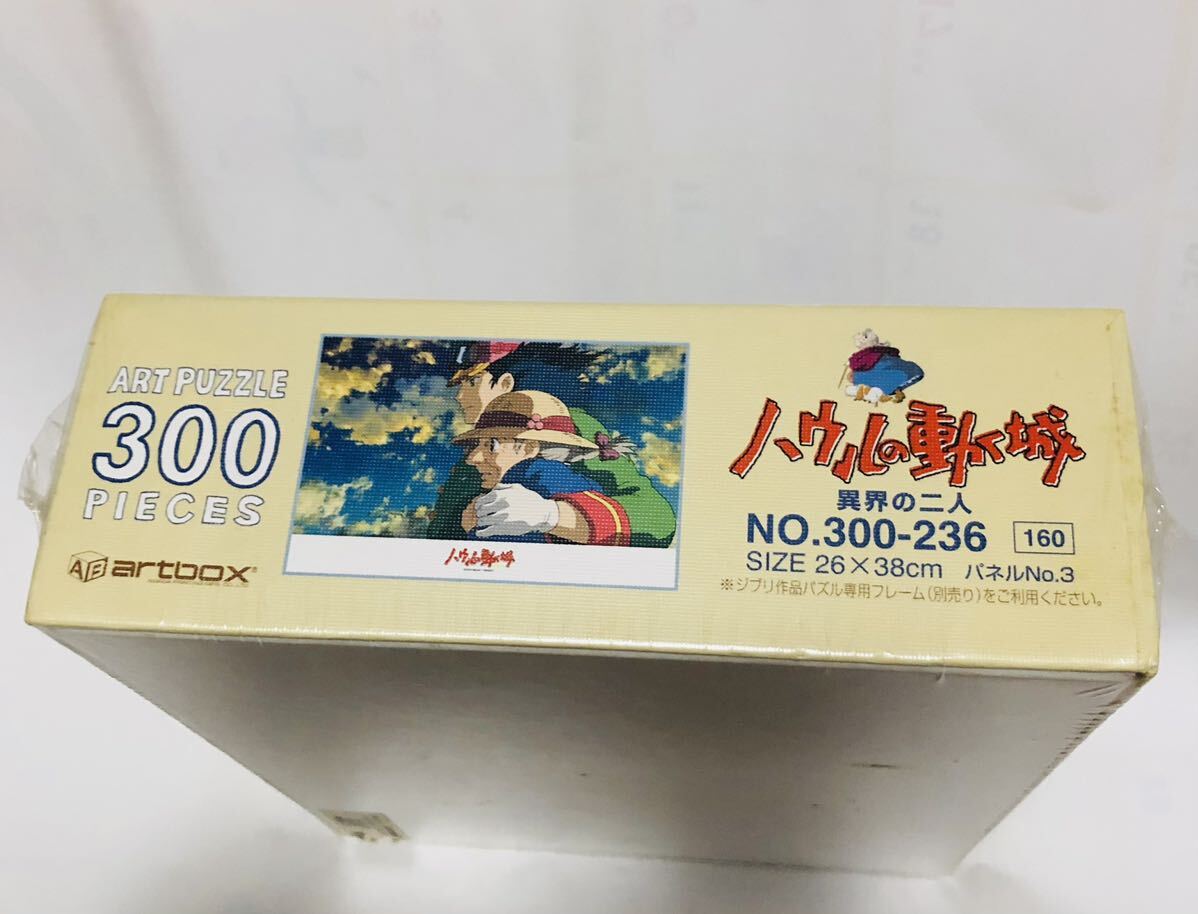 ART PUZZLE
300
PIECES
AB artbox
ハウルの動く城
ハウルの動く城
異界の二人
NO.300-236 160
SIZE 26×38cm パネルNo.3
※ジブリ作品パズル専用フレーム(別売り)をご利用ください。